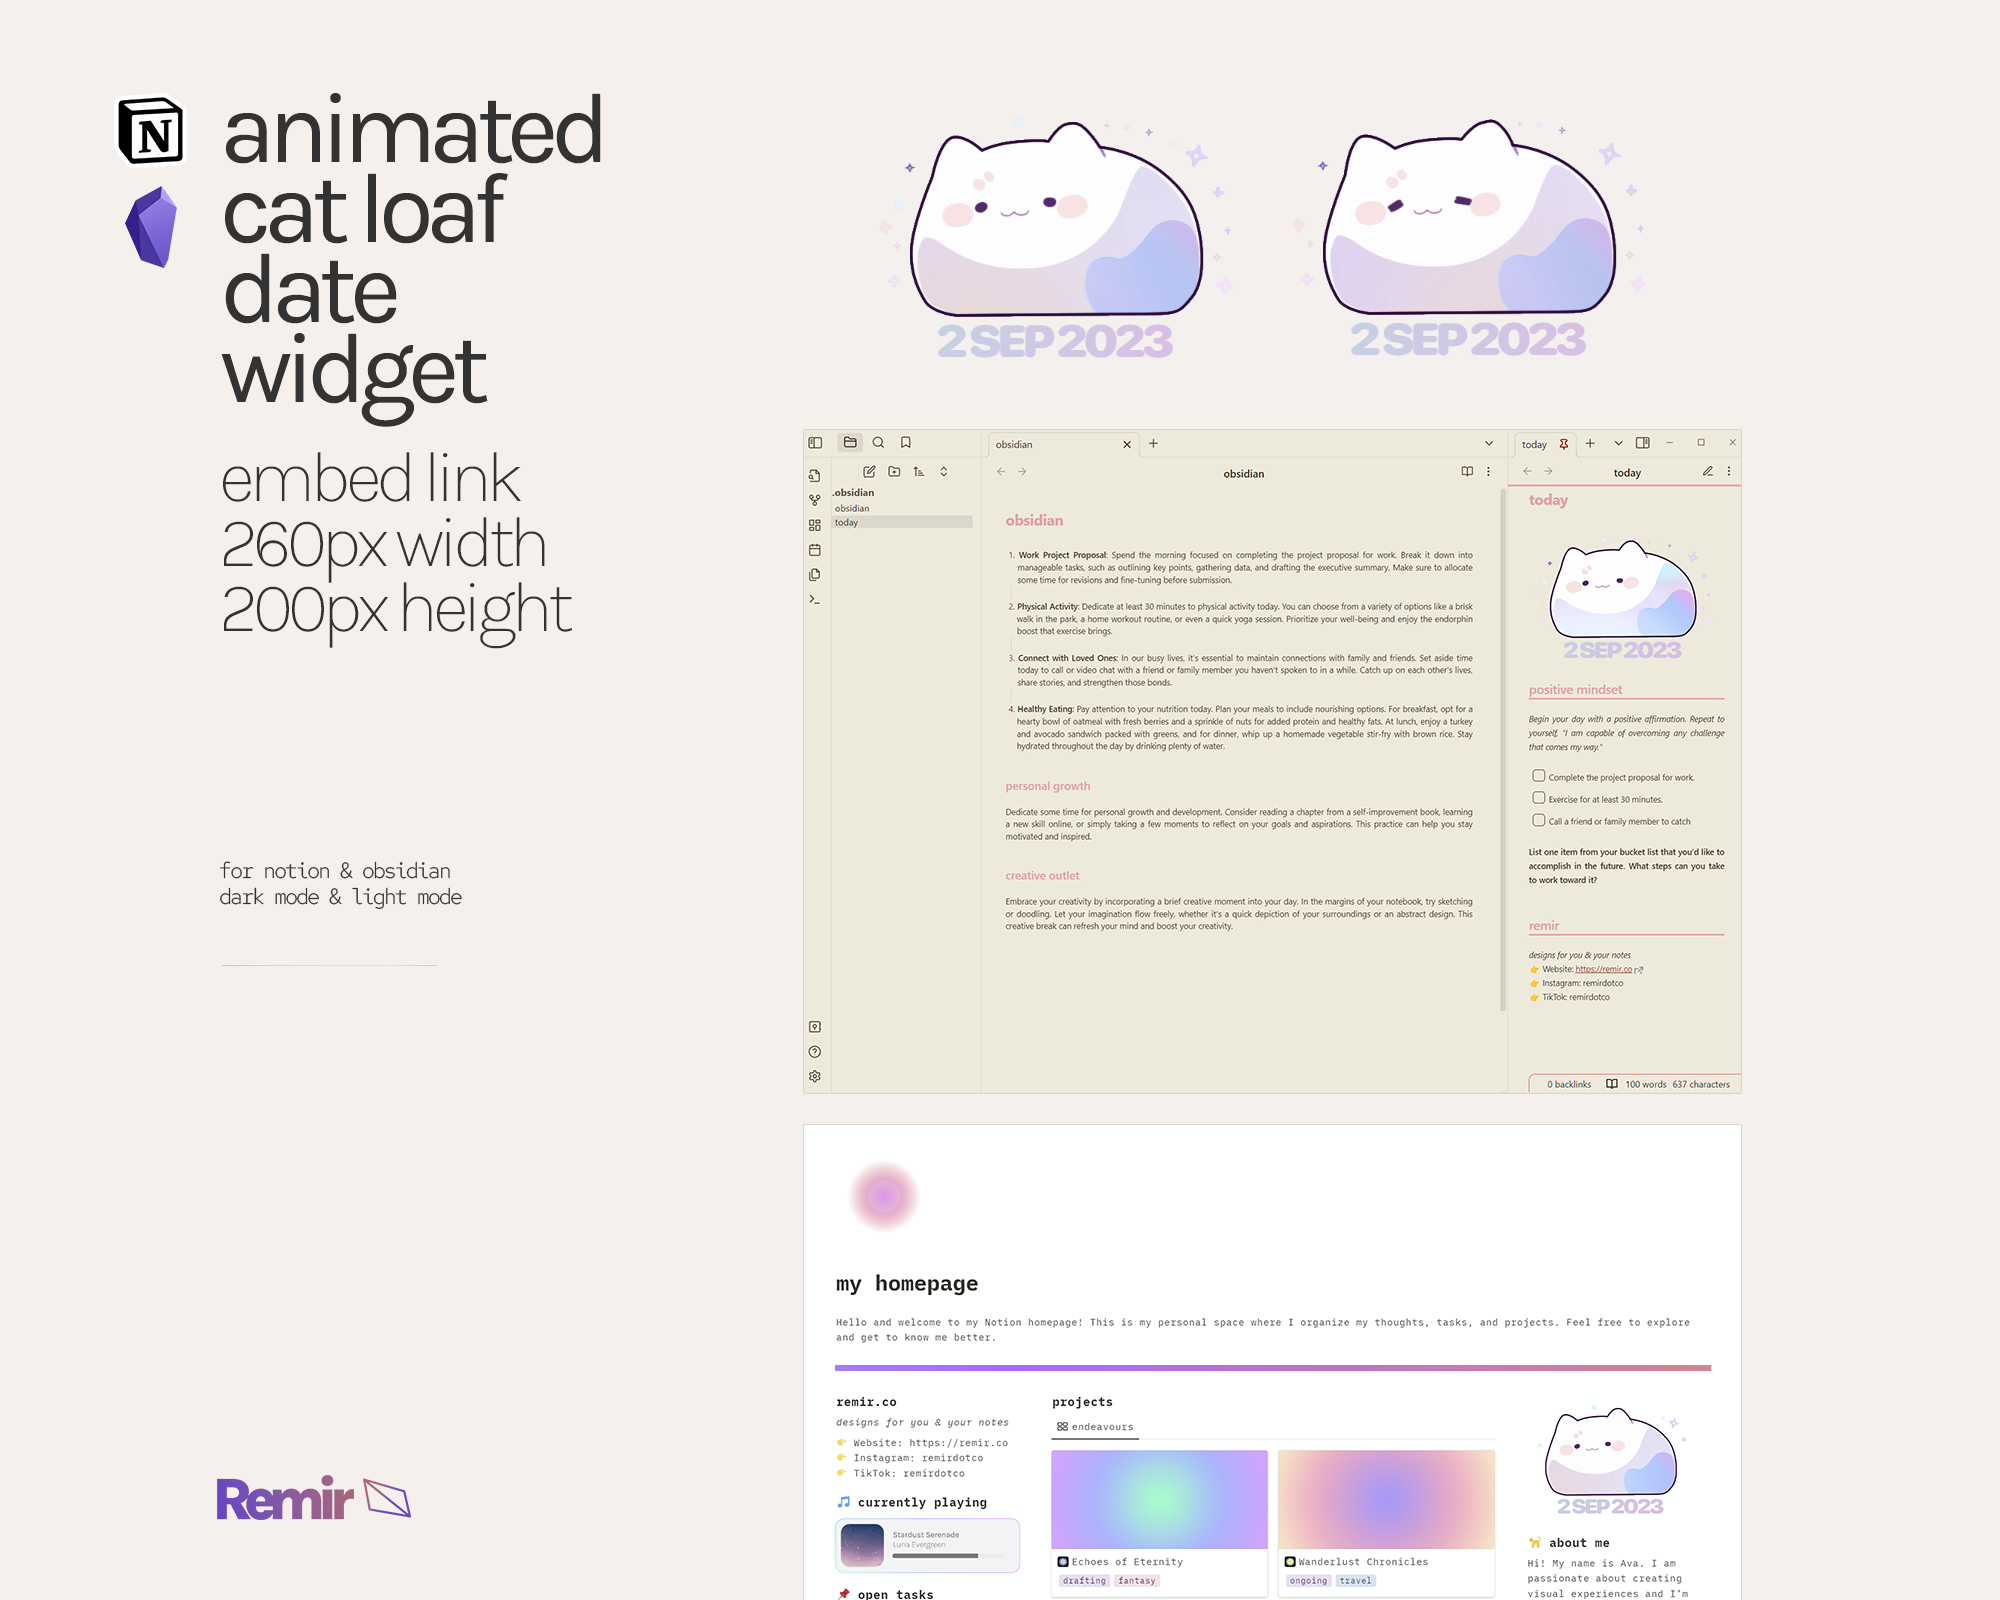 N
animated
cat loaf
date
widget
embed link
260px width
200px height
for notion & obsidian
dark mode & light mode
Remir
2 SEP 2023
2 SEP 2023
obsidian
today
obsidian
today
.obsidian
obsidian
today
obsidian
1. Work Project Proposal: Spend the morning focused on completing the project proposal for work. Break it down into
manageable tasks, such as outlining key points, gathering data, and drafting the executive summary. Make sure to allocate
some time for revisions and fine-tuning before submission.
2. Physical Activity: Dedicate at least 30 minutes to physical activity today. You can choose from a variety of options like a brisk
walk in the park, a home workout routine, or even a quick yoga session. Prioritize your well-being and enjoy the endorphin
boost that exercise brings.
3. Connect with Loved Ones: In our busy lives, it's essential to maintain connections with family and friends. Set aside time
today to call or video chat with a friend or family member you haven't spoken to in a while. Catch up on each other's lives,
share stories, and strengthen those bonds.
4. Healthy Eating: Pay attention to your nutrition today. Plan your meals to include nourishing options. For breakfast, opt for a
hearty bowl of oatmeal with fresh berries and a sprinkle of nuts for added protein and healthy fats. At lunch, enjoy a turkey
and avocado sandwich packed with greens, and for dinner, whip up a homemade vegetable stir-fry with brown rice. Stay
hydrated throughout the day by drinking plenty of water.
personal growth
Dedicate some time for personal growth and development. Consider reading a chapter from a self-improvement book, learning
a new skill online, or simply taking a few moments to reflect on your goals and aspirations. This practice can help you stay
motivated and inspired.
creative outlet
Embrace your creativity by incorporating a brief creative moment into your day. In the margins of your notebook, try sketching
or doodling. Let your imagination flow freely, whether it's a quick depiction of your surroundings or an abstract design. This
creative break can refresh your mind and boost your creativity.
today
2 SEP 2023
positive mindset
Begin your day with a positive affirmation. Repeat to
yourself, "I am capable of overcoming any challenge
that comes my way."
Complete the project proposal for work.
Exercise for at least 30 minutes.
Call a friend or family member to catch
List one item from your bucket list that you'd like to
accomplish in the future. What steps can you take
to work toward it?
remir
designs for you & your notes
👉 Website: https://remir.co
👉 Instagram: remirdotco
👉 TikTok: remirdotco
0 backlinks 100 words 637 characters
my homepage
Hello and welcome to my Notion homepage! This is my personal space where I organize my thoughts, tasks, and projects. Feel free to explore
and get to know me better.
remir.co
designs for you & your notes
👉 Website: https://remir.co
👉 Instagram: remirdotco
👉 TikTok: remirdotco
🎵 currently playing
Stardust Serenade
Luna Evergreen
📌 open tasks
projects
endeavours
Echoes of Eternity
drafting fantasy
Wanderlust Chronicles
ongoing travel
2 SEP 2023
🐈 about me
Hi! My name is Ava. I am
passionate about creating
visual experiences and I'm